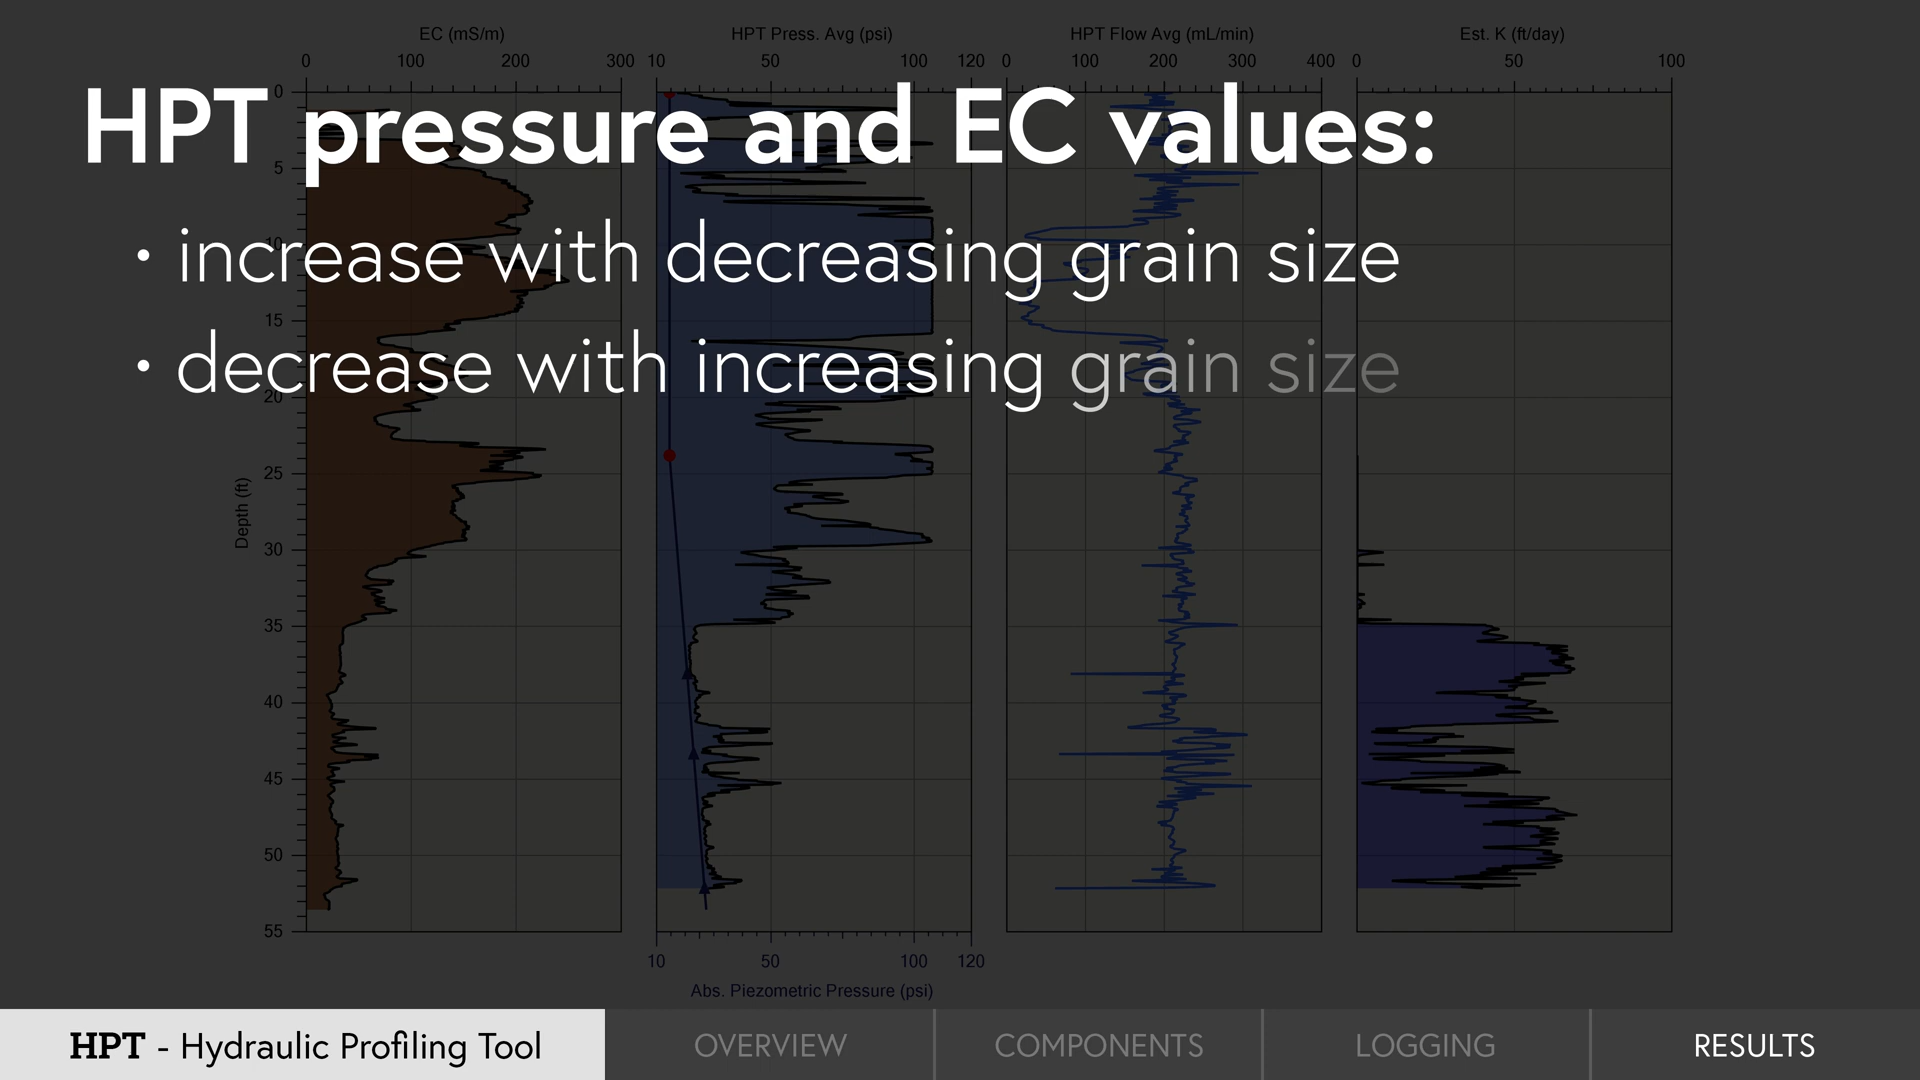 EC (mS/m) HPT Press. Avg (psi) HPT Flow Avg (mL/min) Est. K (ft/day)
0 100 200 300 10 50 100 120 0 100 200 300 400 0 50 100
HPT pressure and EC values:
• increase with decreasing grain size
• decrease with increasing grain size
0
5
10
15
20
25
30
35
40
45
50
55
Depth (ft)
10 50 100 120
Abs. Piezometric Pressure (psi)
HPT - Hydraulic Profiling Tool OVERVIEW COMPONENTS LOGGING RESULTS